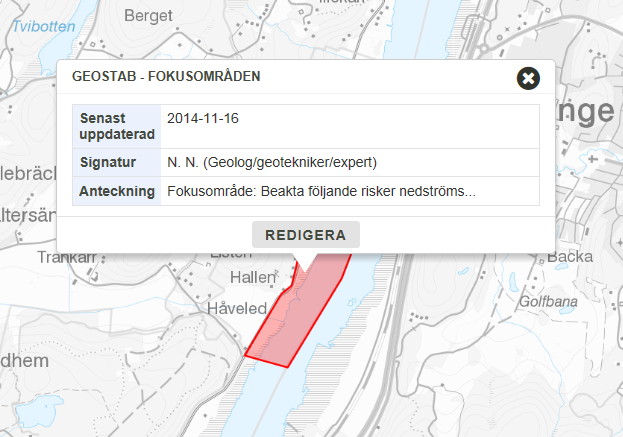 Berget
Tvibotten
GEOSTAB - FOKUSOMRÅDEN
Senast uppdaterad 2014-11-16
Signatur N. N. (Geolog/geotekniker/expert)
Anteckning Fokusområde: Beakta följande risker nedströms...
REDIGERA
nge
lebräc
ltersän
Trankärr
Hallen
Håveled
Backa
Golfbana
dhem